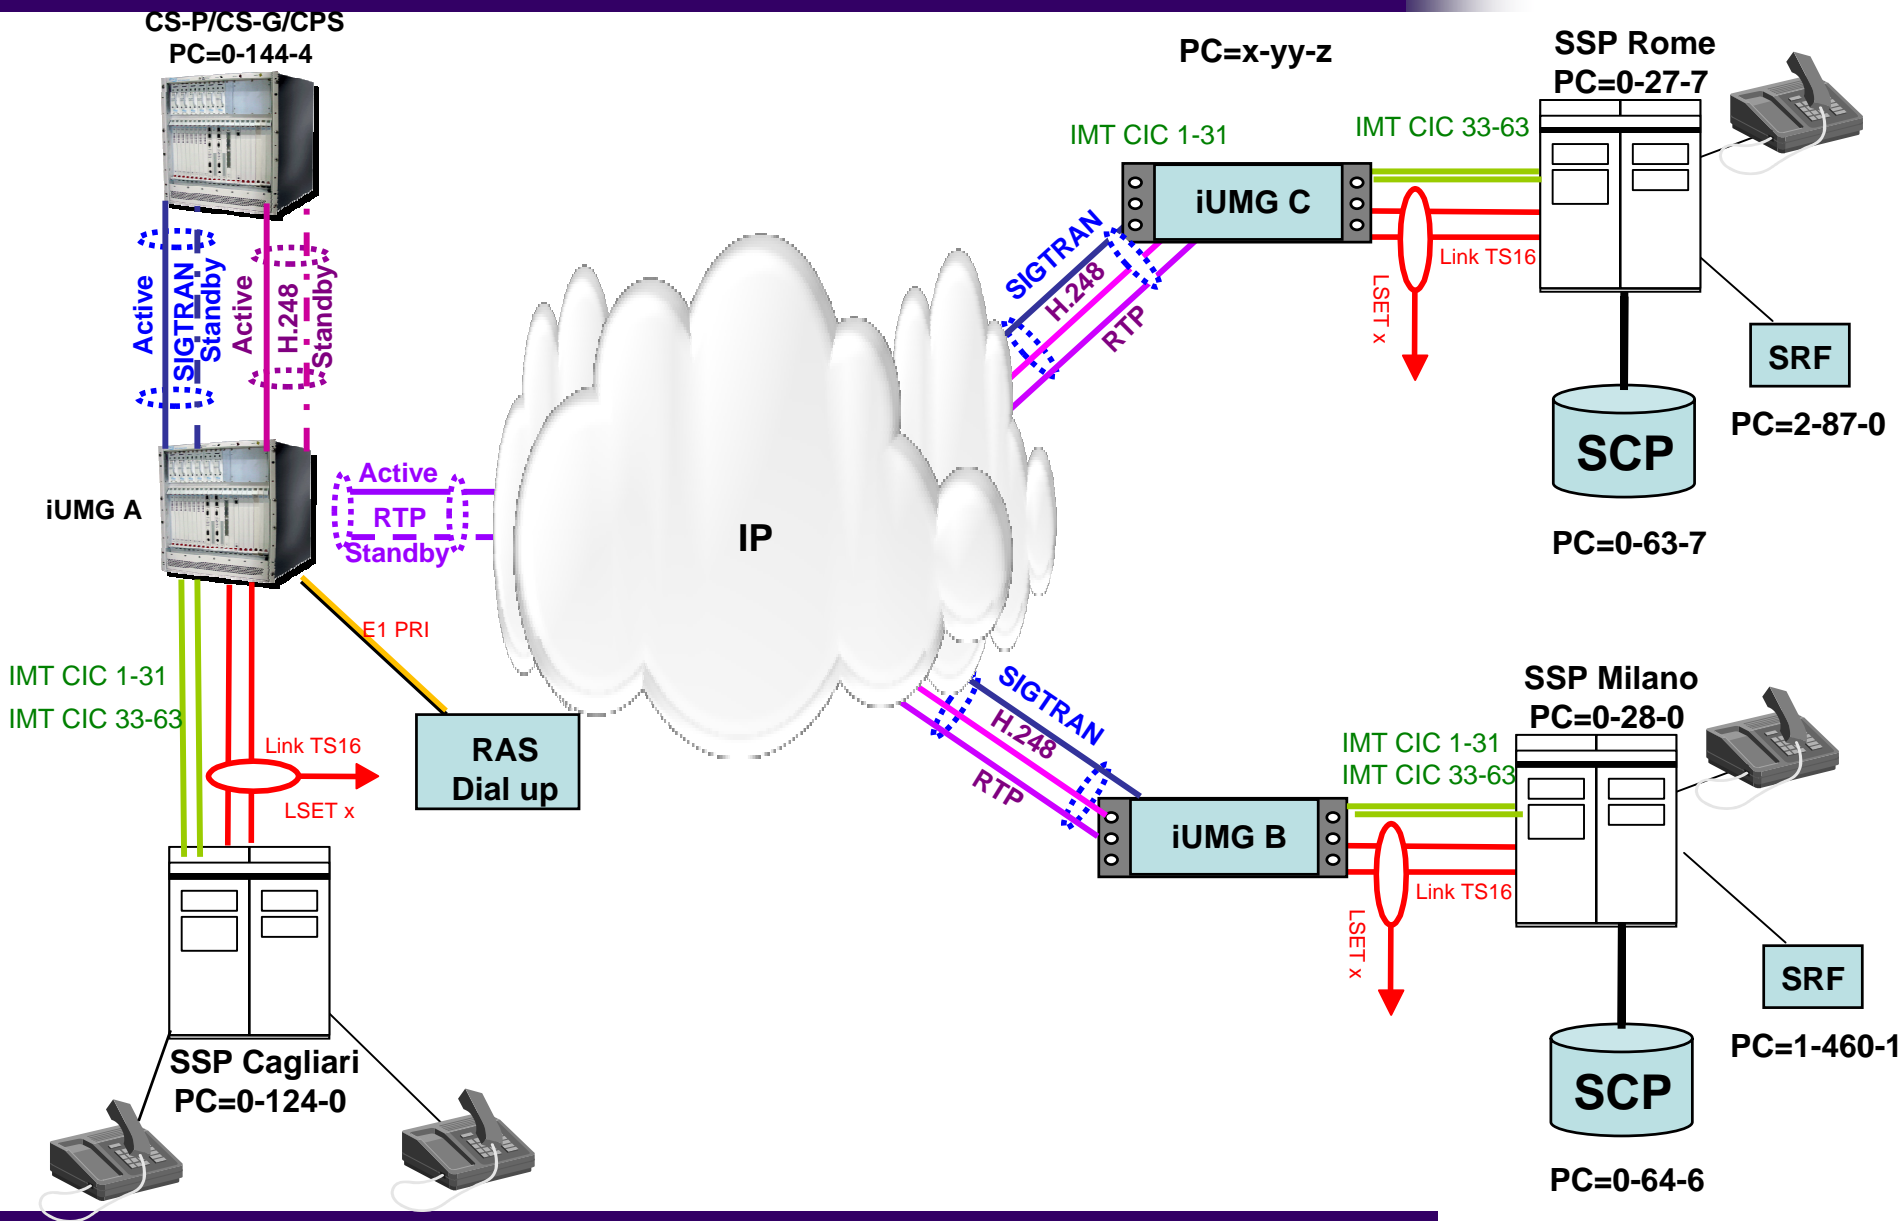 CS-P/CS-G/CPS
PC=0-144-4
Active
SIGTRAN
Standby
Active
H.248
Standby
iUMG A
Active
RTP
Standby
E1 PRI
IMT CIC 1-31
IMT CIC 33-63
Link TS16
LSET x
RAS
Dial up
SSP Cagliari
PC=0-124-0
IP
PC=x-yy-z
SIGTRAN
H.248
RTP
IMT CIC 1-31
IMT CIC 33-63
iUMG C
Link TS16
LSET x
SSP Rome
PC=0-27-7
SRF
PC=2-87-0
SCP
PC=0-63-7
SIGTRAN
H.248
RTP
iUMG B
IMT CIC 1-31
IMT CIC 33-63
Link TS16
LSET x
SSP Milano
PC=0-28-0
SRF
PC=1-460-1
SCP
PC=0-64-6